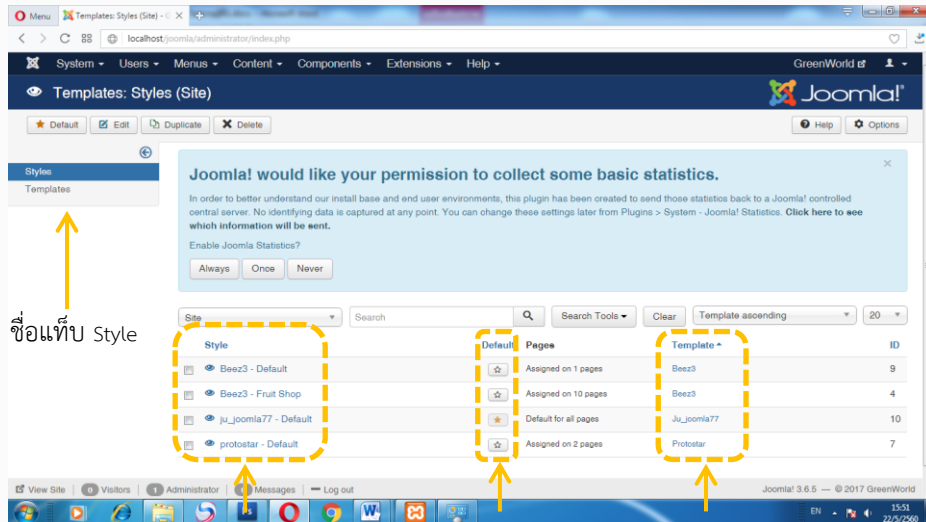 Menu
Templates: Styles (Site) - G
localhost/joomla/administrator/index.php
System Users Menus Content Components Extensions Help GreenWorld
Templates: Styles (Site)
Joomla!
Default Edit Duplicate Delete Help Options
Styles
Templates
Joomla! would like your permission to collect some basic statistics.
In order to better understand our install base and end user environments, this plugin has been created to send those statistics back to a Joomla! controlled
central server. No identifying data is captured at any point. You can change these settings later from Plugins > System - Joomla! Statistics. Click here to see
which information will be sent.
Enable Joomla Statistics?
Always Once Never
ชื่อแท็บ Style
Site Search Search Tools Clear Template ascending 20
Style Default Pages Template ID
Beez3 - Default Assigned on 1 pages Beez3 9
Beez3 - Fruit Shop Assigned on 10 pages Beez3 4
ju_joomla77 - Default Default for all pages Ju_joomla77 10
protostar - Default Assigned on 2 pages Protostar 7
View Site 0 Visitors 1 Administrator Messages Log out Joomla! 3.6.5 — © 2017 GreenWorld
EN 15:51
22/5/2560